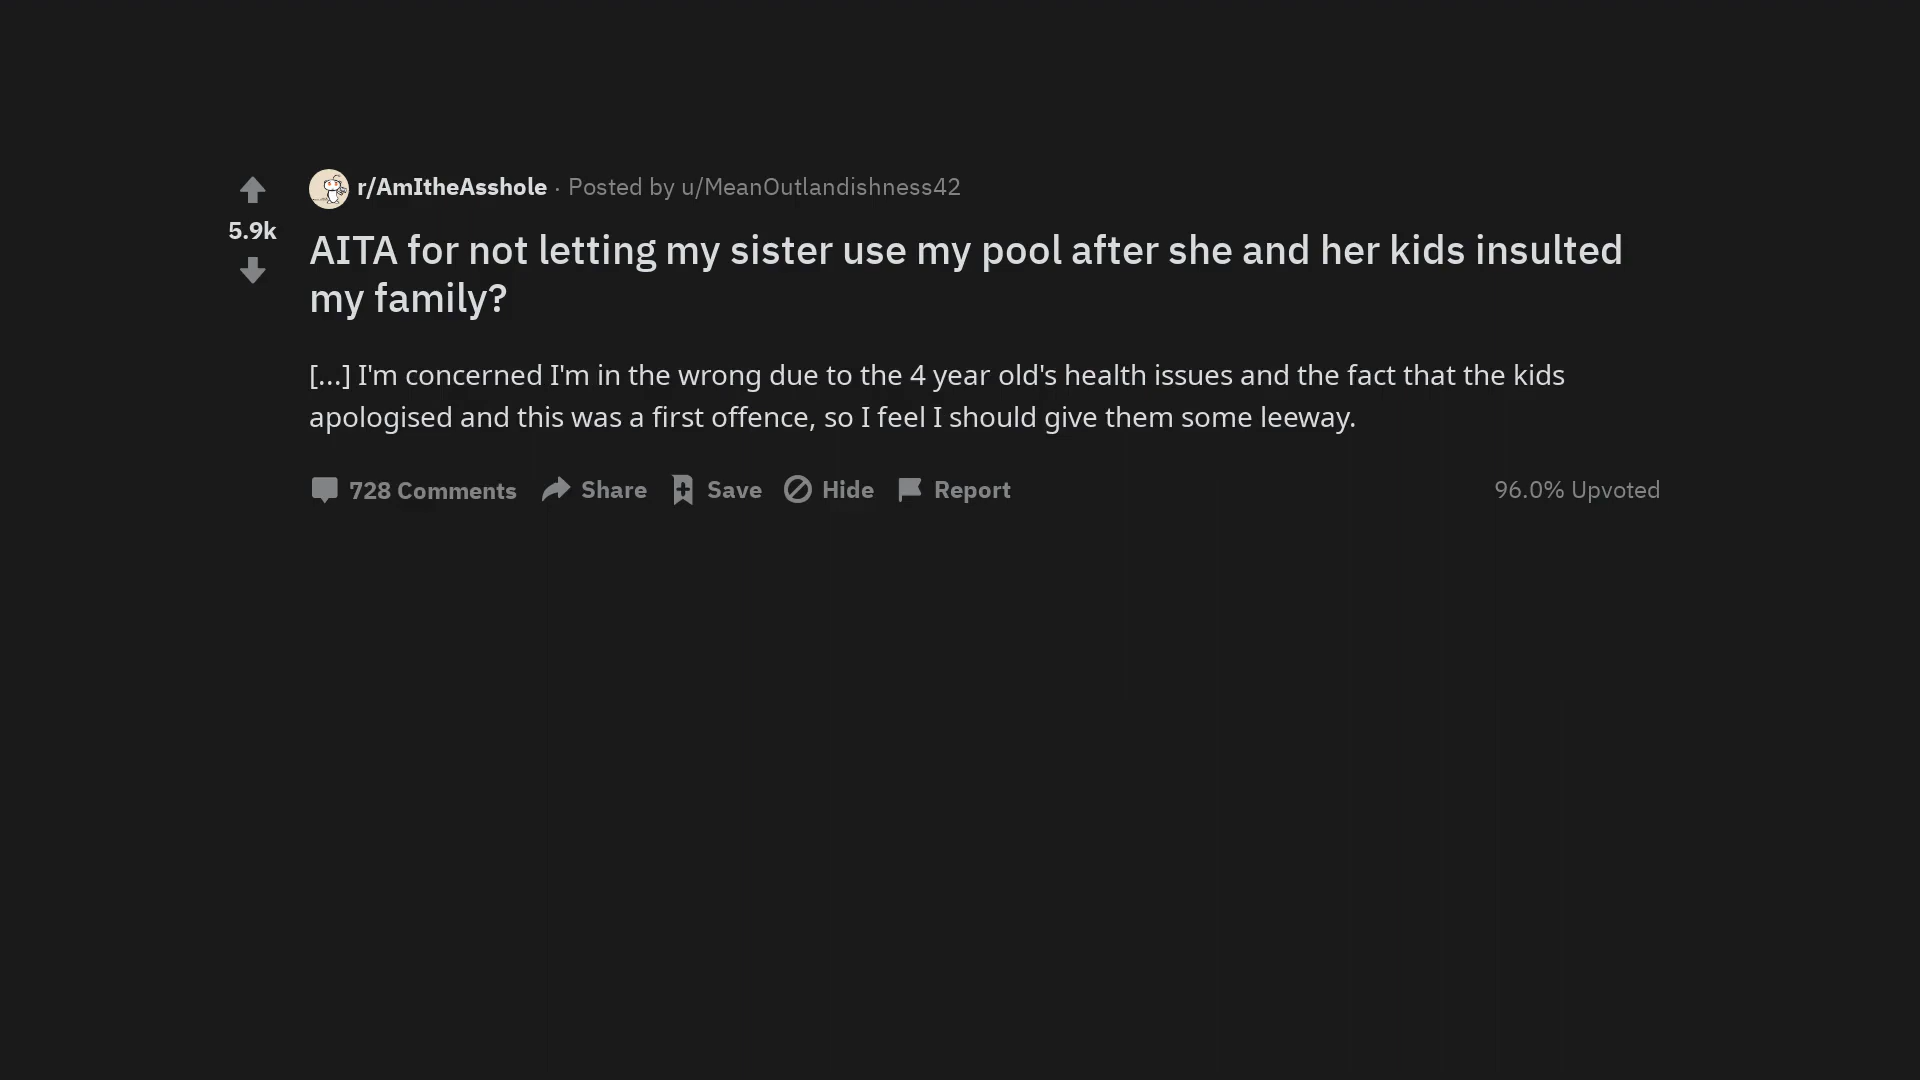 r/AmItheAsshole · Posted by u/MeanOutlandishness42
5.9k
AITA for not letting my sister use my pool after she and her kids insulted
my family?
[...] I'm concerned I'm in the wrong due to the 4 year old's health issues and the fact that the kids
apologised and this was a first offence, so I feel I should give them some leeway.
728 Comments Share Save Hide Report 96.0% Upvoted